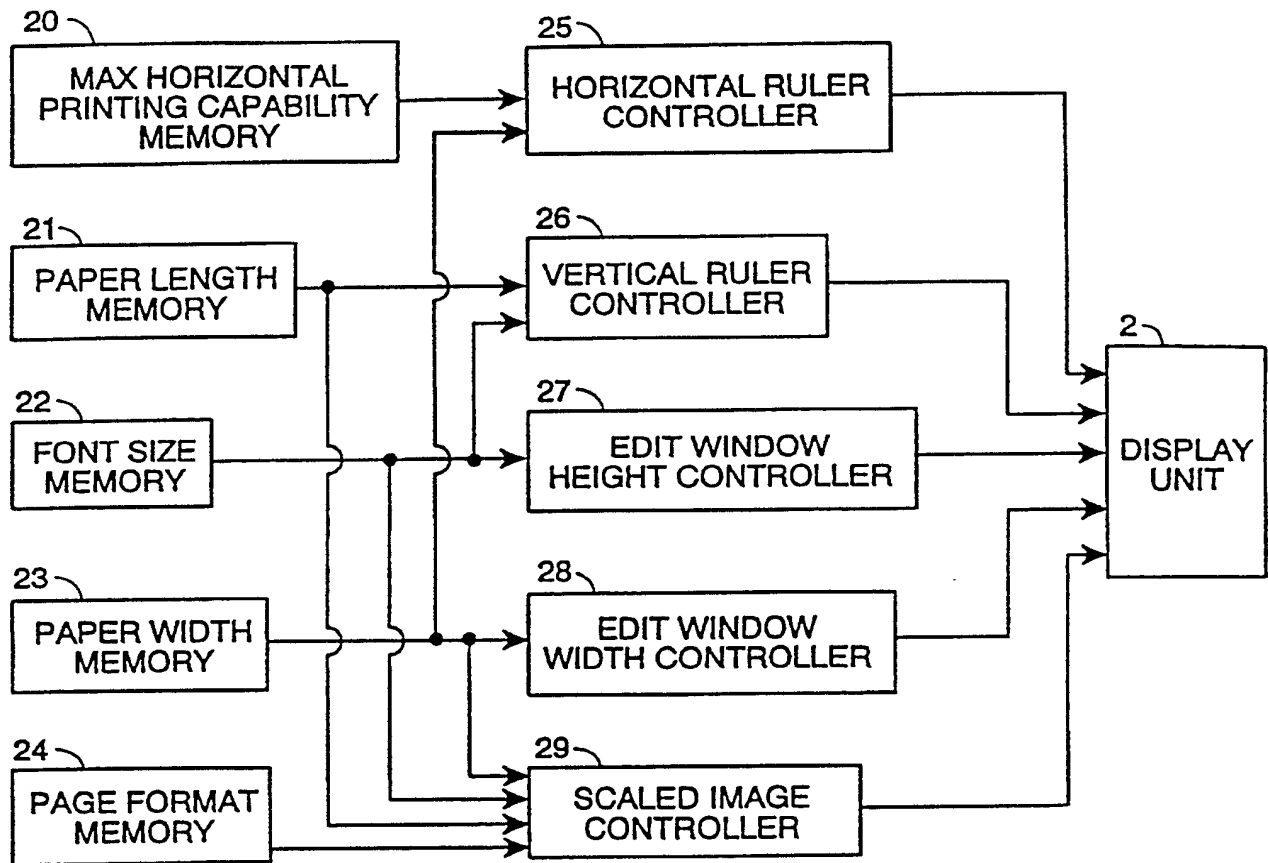 20
MAX HORIZONTAL
PRINTING CAPABILITY
MEMORY
25
HORIZONTAL RULER
CONTROLLER
21
PAPER LENGTH
MEMORY
26
VERTICAL RULER
CONTROLLER
22
FONT SIZE
MEMORY
27
EDIT WINDOW
HEIGHT CONTROLLER
2
DISPLAY
UNIT
23
PAPER WIDTH
MEMORY
28
EDIT WINDOW
WIDTH CONTROLLER
24
PAGE FORMAT
MEMORY
29
SCALED IMAGE
CONTROLLER